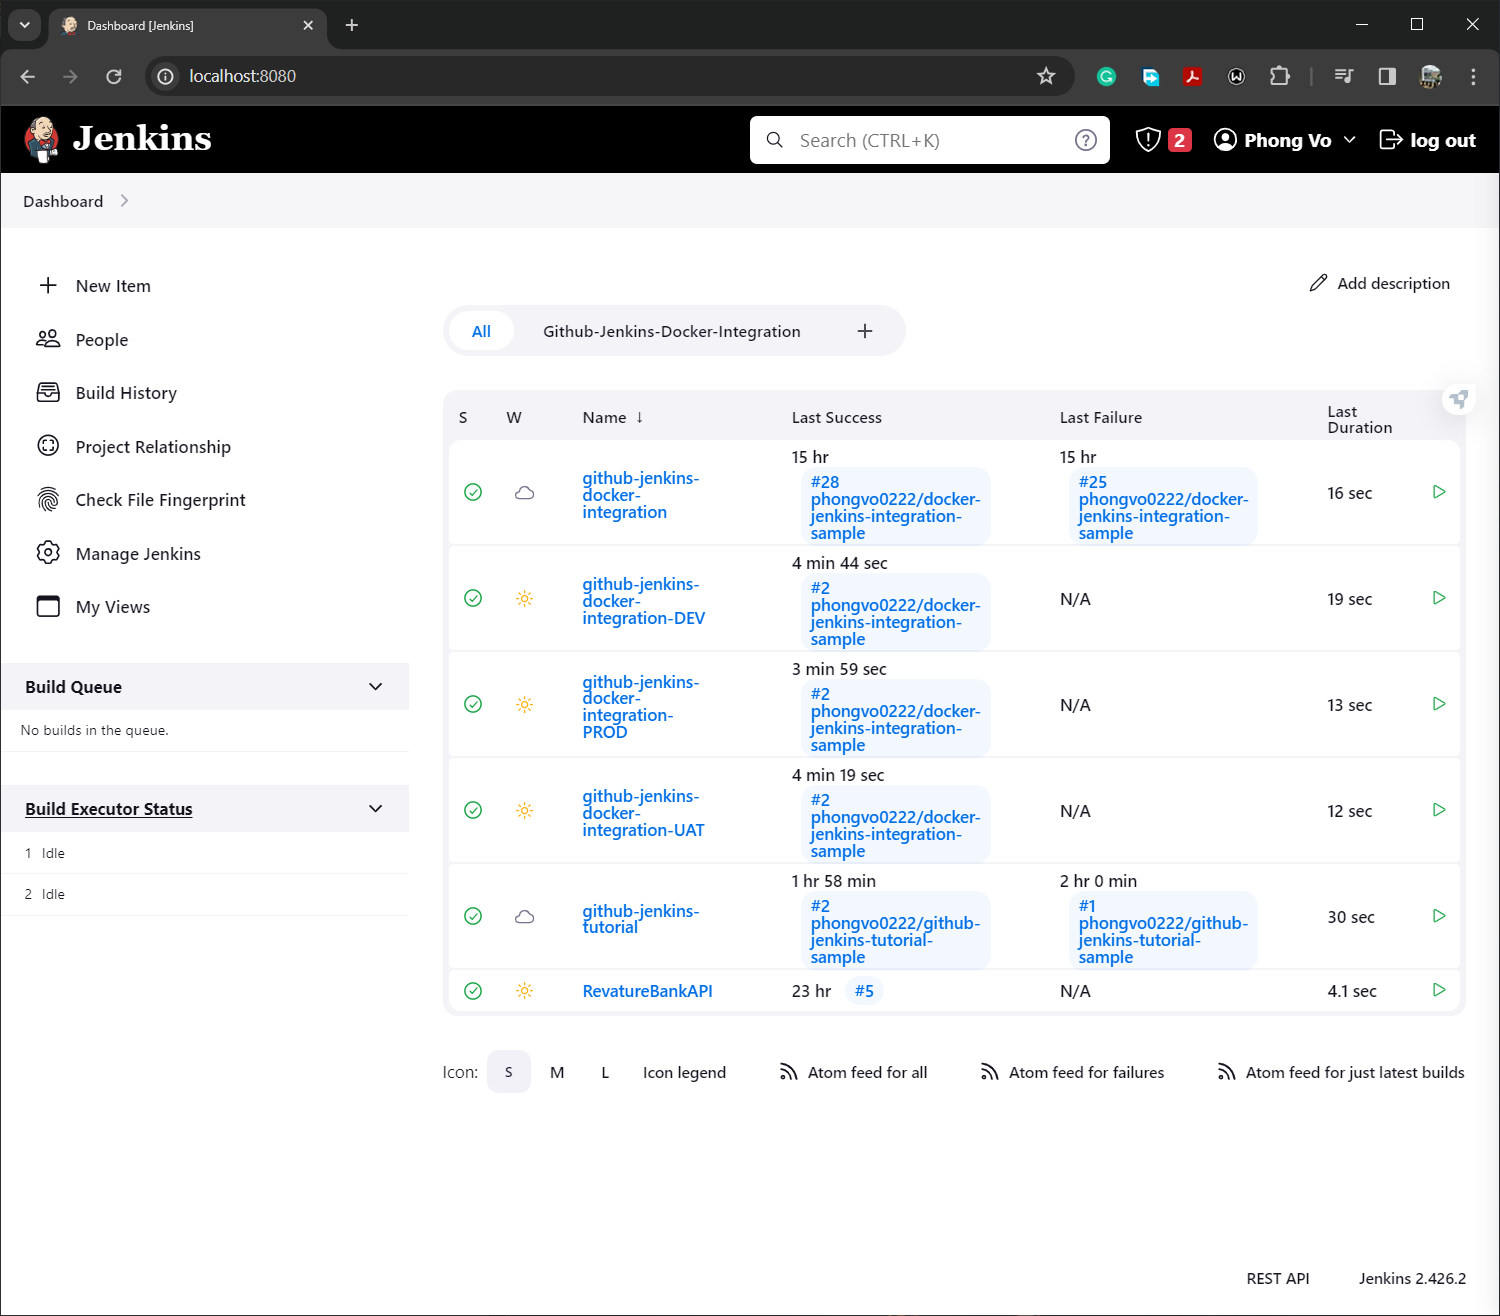 Dashboard [Jenkins]
localhost:8080
Jenkins
Search (CTRL+K)
2
Phong Vo
log out
Dashboard
New Item
People
Build History
Project Relationship
Check File Fingerprint
Manage Jenkins
My Views
Build Queue
No builds in the queue.
Build Executor Status
1 Idle
2 Idle
Add description
All
Github-Jenkins-Docker-Integration
S W Name ↓ Last Success Last Failure Last
Duration
github-jenkins-
docker-
integration
15 hr
#28
phongvo0222/docker-
jenkins-integration-
sample
15 hr
#25
phongvo0222/docker-
jenkins-integration-
sample
16 sec
github-jenkins-
docker-
integration-DEV
4 min 44 sec
#2
phongvo0222/docker-
jenkins-integration-
sample
N/A
19 sec
github-jenkins-
docker-
integration-
PROD
3 min 59 sec
#2
phongvo0222/docker-
jenkins-integration-
sample
N/A
13 sec
github-jenkins-
docker-
integration-UAT
4 min 19 sec
#2
phongvo0222/docker-
jenkins-integration-
sample
N/A
12 sec
github-jenkins-
tutorial
1 hr 58 min
#2
phongvo0222/github-
jenkins-tutorial-
sample
2 hr 0 min
#1
phongvo0222/github-
jenkins-tutorial-
sample
30 sec
RevatureBankAPI
23 hr #5
N/A
4.1 sec
Icon: S M L
Icon legend
Atom feed for all
Atom feed for failures
Atom feed for just latest builds
REST API
Jenkins 2.426.2